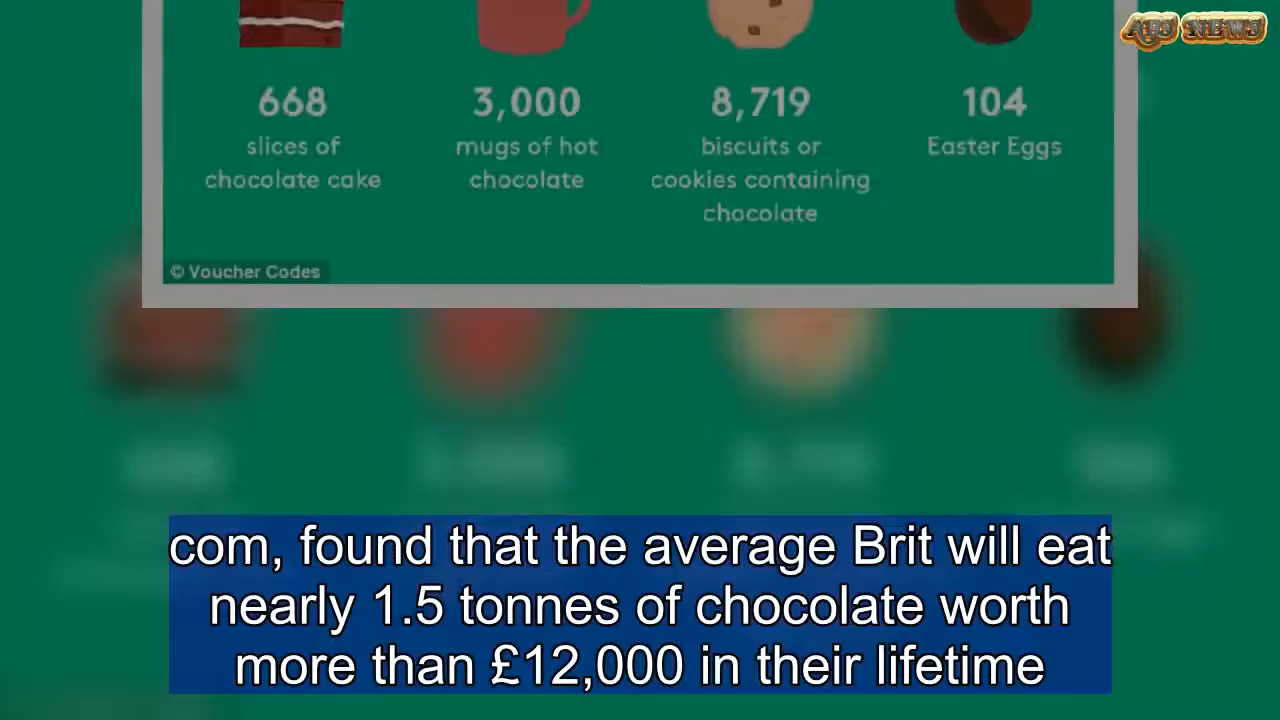 AFS NEWS
668 3,000 8,719 104
slices of mugs of hot biscuits or Easter Eggs
chocolate cake chocolate cookies containing
chocolate
© Voucher Codes
com, found that the average Brit will eat
nearly 1.5 tonnes of chocolate worth
more than £12,000 in their lifetime